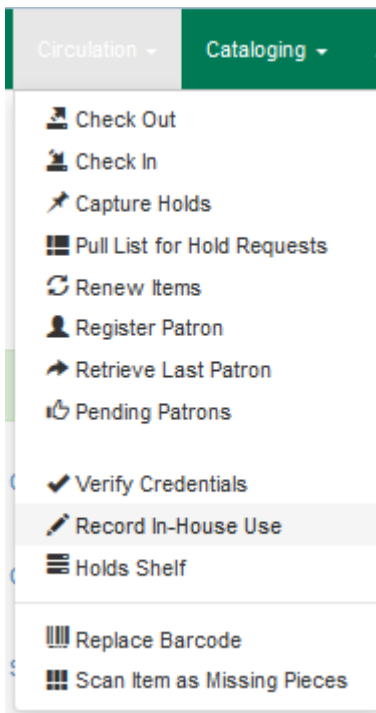 Circulation Cataloging
Check Out
Check In
Capture Holds
Pull List for Hold Requests
Renew Items
Register Patron
Retrieve Last Patron
Pending Patrons
Verify Credentials
Record In-House Use
Holds Shelf
Replace Barcode
Scan Item as Missing Pieces